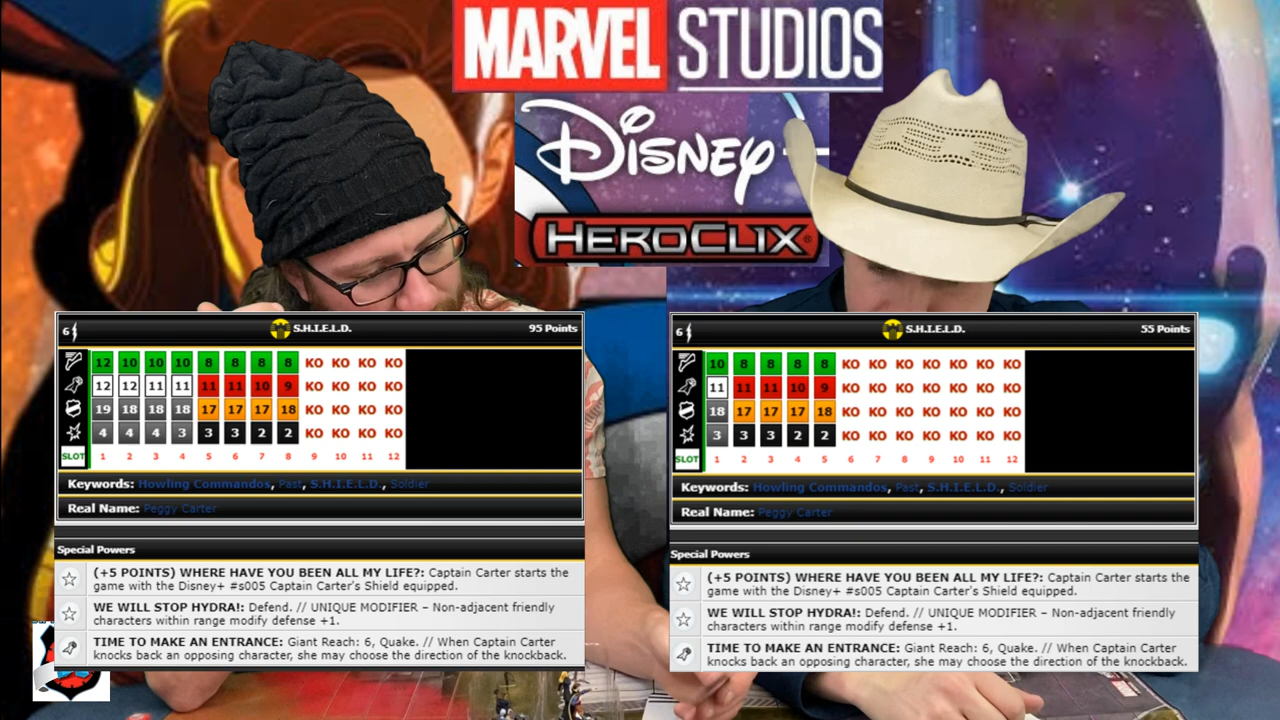 MARVEL STUDIOS
DISNEY
HEROCLIX
6 S.H.I.E.L.D. 95 Points
12 10 10 10 8 8 8 8 KO KO KO KO
12 12 11 11 11 11 10 9 KO KO KO KO
19 18 18 18 17 17 17 18 KO KO KO KO
4 4 4 3 3 3 2 2 KO KO KO KO
SLOT 1 2 3 4 5 6 7 8 9 10 11 12
Keywords: Howling Commandos, Past, S.H.I.E.L.D., Soldier
Real Name: Peggy Carter
Special Powers
(+5 POINTS) WHERE HAVE YOU BEEN ALL MY LIFE?: Captain Carter starts the
game with the Disney+ #s005 Captain Carter's Shield equipped.
WE WILL STOP HYDRA!: Defend. // UNIQUE MODIFIER – Non-adjacent friendly
characters within range modify defense +1.
TIME TO MAKE AN ENTRANCE: Giant Reach: 6, Quake. // When Captain Carter
knocks back an opposing character, she may choose the direction of the knockback.
6 S.H.I.E.L.D. 55 Points
10 8 8 8 8 KO KO KO KO KO KO KO
11 11 11 10 9 KO KO KO KO KO KO KO
18 17 17 17 18 KO KO KO KO KO KO KO
3 3 3 2 2 KO KO KO KO KO KO KO
SLOT 1 2 3 4 5 6 7 8 9 10 11 12
Keywords: Howling Commandos, Past, S.H.I.E.L.D., Soldier
Real Name: Peggy Carter
Special Powers
(+5 POINTS) WHERE HAVE YOU BEEN ALL MY LIFE?: Captain Carter starts the
game with the Disney+ #s005 Captain Carter's Shield equipped.
WE WILL STOP HYDRA!: Defend. // UNIQUE MODIFIER – Non-adjacent friendly
characters within range modify defense +1.
TIME TO MAKE AN ENTRANCE: Giant Reach: 6, Quake. // When Captain Carter
knocks back an opposing character, she may choose the direction of the knockback.